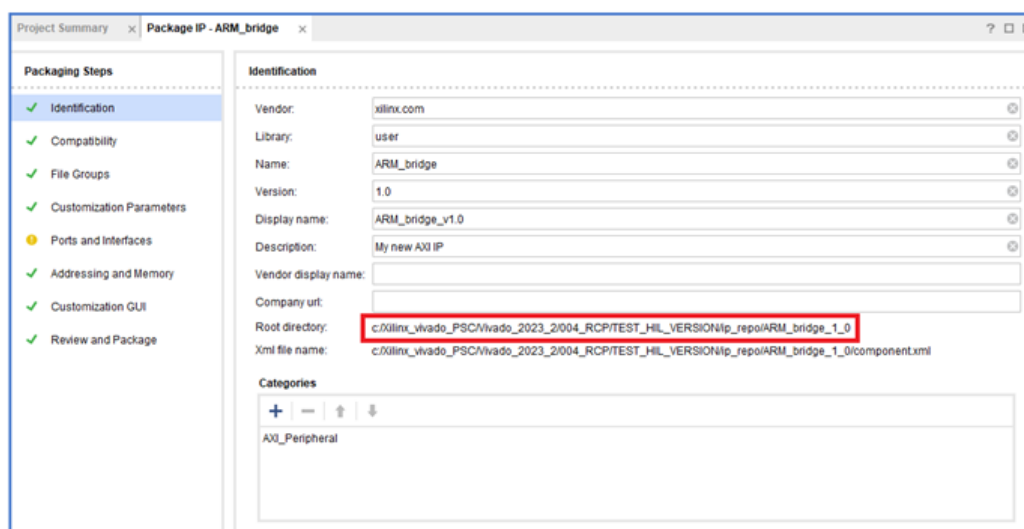 Project Summary × Package IP - ARM_bridge × ?
Packaging Steps
Identification
Compatibility
File Groups
Customization Parameters
Ports and Interfaces
Addressing and Memory
Customization GUI
Review and Package
Identification
Vendor: xilinx.com
Library: user
Name: ARM_bridge
Version: 1.0
Display name: ARM_bridge_v1.0
Description: My new AXI IP
Vendor display name:
Company url:
Root directory: c:/Xilinx_vivado_PSC/Vivado_2023_2/004_RCP/TEST_HIL_VERSION/ip_repo/ARM_bridge_1_0
Xml file name: c:/Xilinx_vivado_PSC/Vivado_2023_2/004_RCP/TEST_HIL_VERSION/ip_repo/ARM_bridge_1_0/component.xml
Categories
AXI_Peripheral